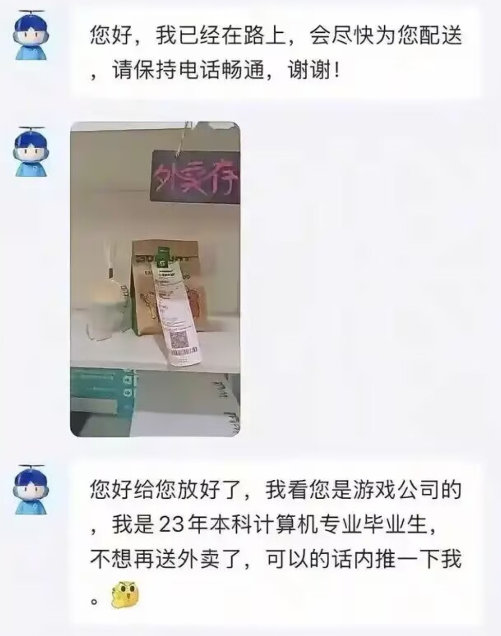 您好，我已经在路上，会尽快为您配送
，请保持电话畅通，谢谢！
外卖存
您好给您放好了，我看您是游戏公司的
，我是23年本科计算机专业毕业生，
不想再送外卖了，可以的话内推一下我
。